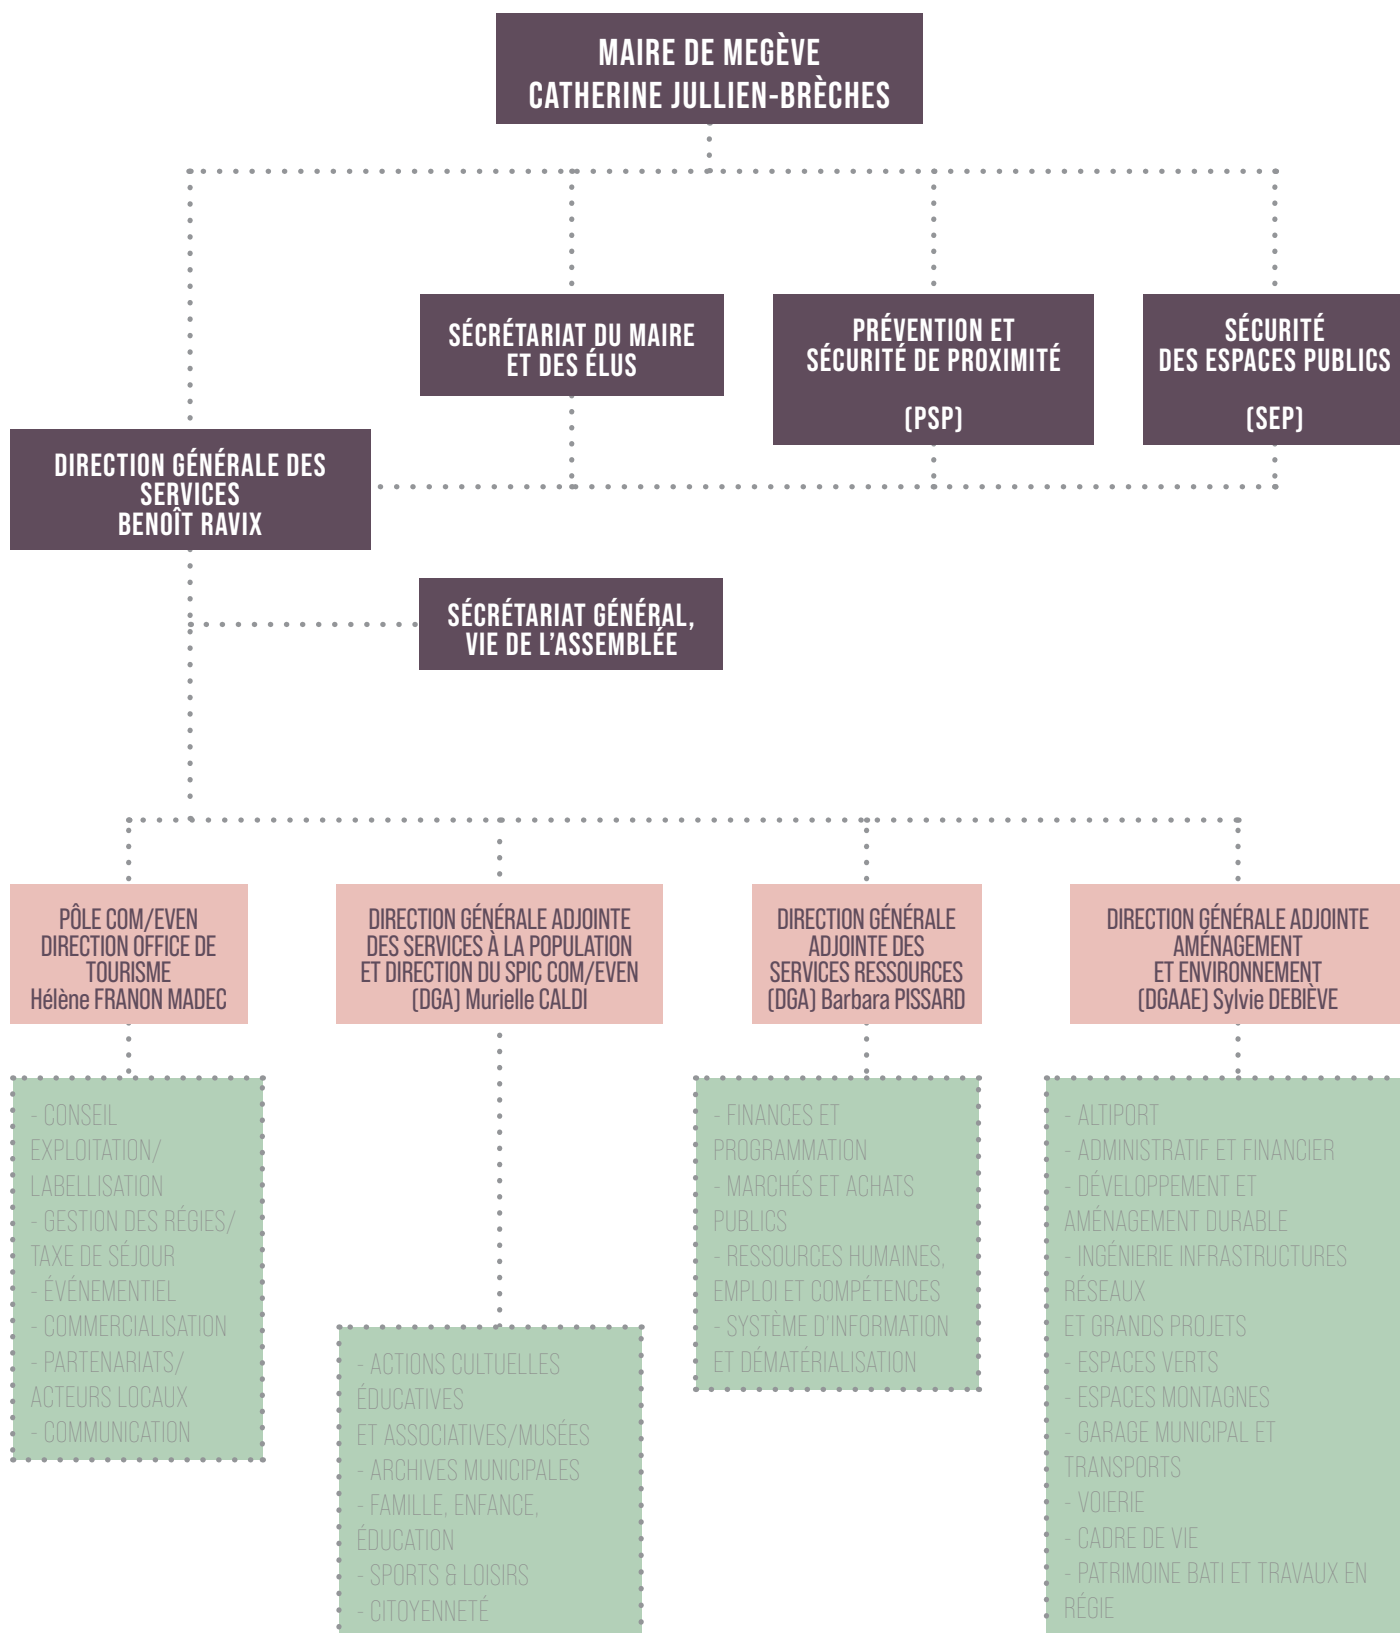 MAIRE DE MEGÈVE
CATHERINE JULLIEN-BRÈCHES
SÉCRÉTARIAT DU MAIRE
ET DES ÉLUS
PRÉVENTION ET
SÉCURITÉ DE PROXIMITÉ
(PSP)
SÉCURITÉ
DES ESPACES PUBLICS
(SEP)
DIRECTION GÉNÉRALE DES
SERVICES
BENOÎT RAVIX
SÉCRÉTARIAT GÉNÉRAL,
VIE DE L'ASSEMBLÉE
PÔLE COM/EVEN
DIRECTION OFFICE DE
TOURISME
Hélène FRANON MADEC
DIRECTION GÉNÉRALE ADJOINTE
DES SERVICES À LA POPULATION
ET DIRECTION DU SPIC COM/EVEN
(DGA) Murielle CALDI
DIRECTION GÉNÉRALE
ADJOINTE DES
SERVICES RESSOURCES
(DGA) Barbara PISSARD
DIRECTION GÉNÉRALE ADJOINTE
AMÉNAGEMENT
ET ENVIRONNEMENT
(DGAAE) Sylvie DEBIÈVE
- CONSEIL
EXPLOITATION/
LABELLISATION
- GESTION DES RÉGIES/
TAXE DE SÉJOUR
- ÉVÉNEMENTIEL
- COMMERCIALISATION
- PARTENARIATS/
ACTEURS LOCAUX
- COMMUNICATION
- ACTIONS CULTUELLES
ÉDUCATIVES
ET ASSOCIATIVES/MUSÉES
- ARCHIVES MUNICIPALES
- FAMILLE, ENFANCE,
ÉDUCATION
- SPORTS & LOISIRS
- CITOYENNETÉ
- FINANCES ET
PROGRAMMATION
- MARCHÉS ET ACHATS
PUBLICS
- RESSOURCES HUMAINES,
EMPLOI ET COMPÉTENCES
- SYSTÈME D'INFORMATION
ET DÉMATÉRIALISATION
- ALTIPORT
- ADMINISTRATIF ET FINANCIER
- DÉVELOPPEMENT ET
AMÉNAGEMENT DURABLE
- INGÉNIERIE INFRASTRUCTURES
RÉSEAUX
ET GRANDS PROJETS
- ESPACES VERTS
- ESPACES MONTAGNES
- GARAGE MUNICIPAL ET
TRANSPORTS
- VOIERIE
- CADRE DE VIE
- PATRIMOINE BATI ET TRAVAUX EN
RÉGIE